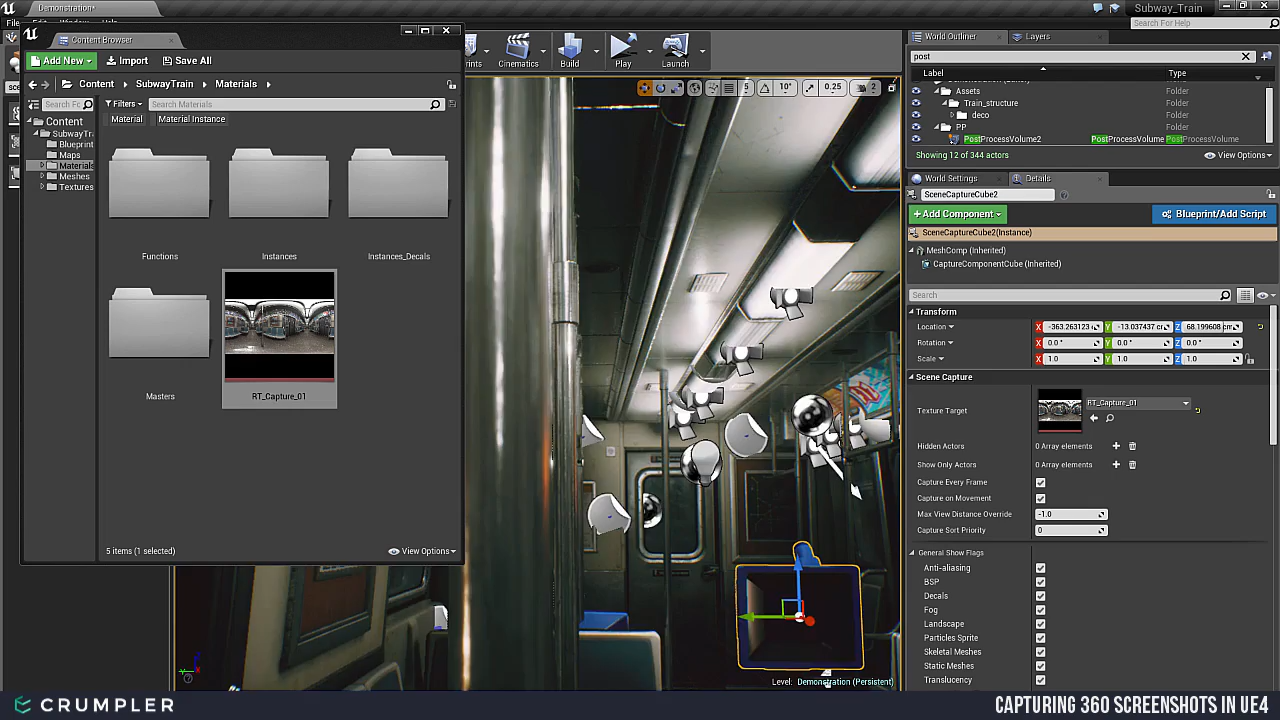 Demonstration*
Subway_Train
File Edit Window Help
Search For Help
Content Browser
Add New
Import
Save All
Content
SubwayTrain
Materials
Search Fc
Filters
Search Materials
Material
Material Instance
Content
SubwayTr
Blueprint
Maps
Materials
Meshes
Textures
Functions
Instances
Instances_Decals
Masters
RT_Capture_01
5 items (1 selected)
View Options
Cinematics
Build
Play
Launch
5
10°
0.25
2
Level: Demonstration (Persistent)
World Outliner
Layers
post
Label
Type
Assets
Folder
Train_structure
Folder
deco
Folder
PP
Folder
PostProcessVolume2
PostProcessVolume
PostProcessVolume
Showing 12 of 344 actors
View Options
World Settings
Details
SceneCaptureCube2
+Add Component
Blueprint/Add Script
SceneCaptureCube2(Instance)
MeshComp (Inherited)
CaptureComponentCube (Inherited)
Search
Transform
Location X -363.263123 c Y -13.037437 cr Z 68.199608 cm
Rotation X 0.0 ° Y 0.0 ° Z 0.0 °
Scale X 1.0 Y 1.0 Z 1.0
Scene Capture
Texture Target
RT_Capture_01
Hidden Actors 0 Array elements
Show Only Actors 0 Array elements
Capture Every Frame
Capture on Movement
Max View Distance Override -1.0
Capture Sort Priority 0
General Show Flags
Anti-aliasing
BSP
Decals
Fog
Landscape
Particles Sprite
Skeletal Meshes
Static Meshes
Translucency
CRUMPLER
CAPTURING 360 SCREENSHOTS IN UE4